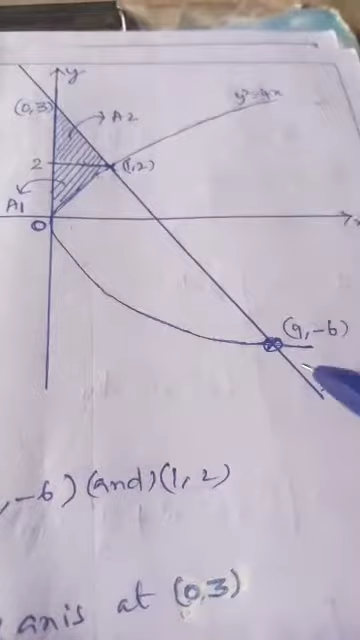 y
(0,3)
A2
y²=4x
2
(1,2)
A1
x
O
(9,-6)
,-6) (and) (1,2)
axis at (0,3)